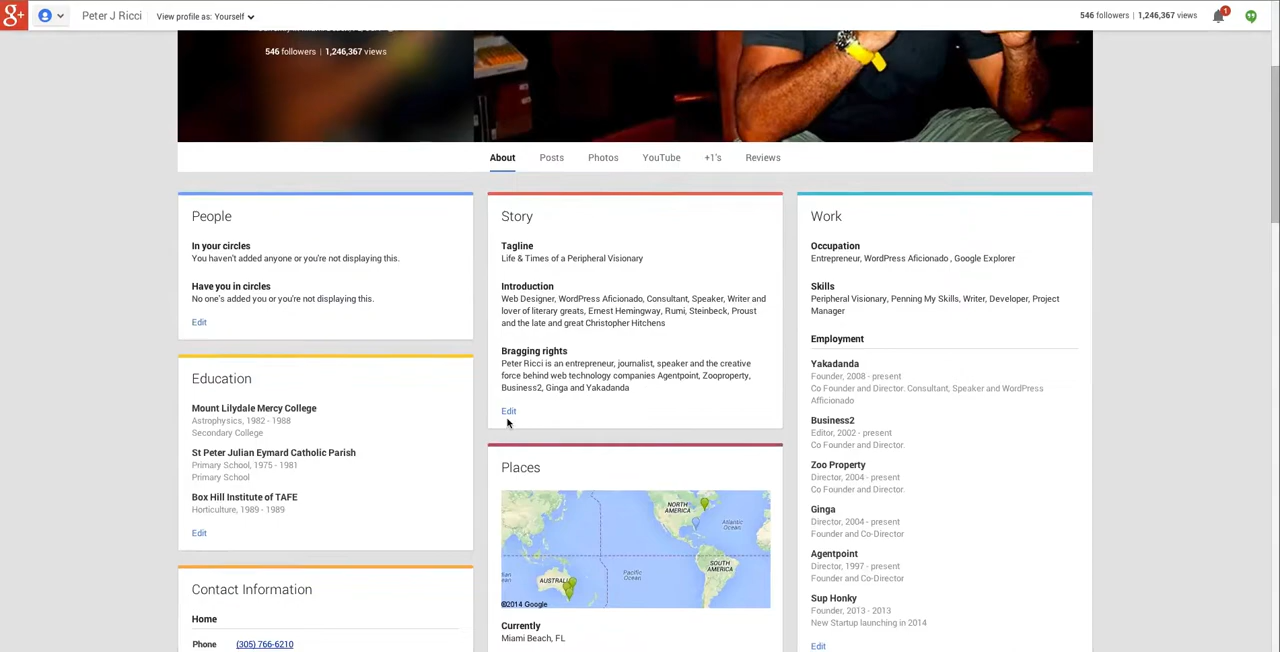 g+ Peter J Ricci View profile as: Yourself 546 followers | 1,246,367 views 1
546 followers | 1,246,367 views
About Posts Photos YouTube +1's Reviews
People
In your circles
You haven't added anyone or you're not displaying this.
Have you in circles
No one's added you or you're not displaying this.
Edit
Education
Mount Lilydale Mercy College
Astrophysics, 1982 - 1988
Secondary College
St Peter Julian Eymard Catholic Parish
Primary School, 1975 - 1981
Primary School
Box Hill Institute of TAFE
Horticulture, 1989 - 1989
Edit
Contact Information
Home
Phone (305) 766-6210
Story
Tagline
Life & Times of a Peripheral Visionary
Introduction
Web Designer, WordPress Aficionado, Consultant, Speaker, Writer and
lover of literary greats, Ernest Hemingway, Rumi, Steinbeck, Proust
and the late and great Christopher Hitchens
Bragging rights
Peter Ricci is an entrepreneur, journalist, speaker and the creative
force behind web technology companies Agentpoint, Zooproperty,
Business2, Ginga and Yakadanda
Edit
Places
NORTH
AMERICA
Atlantic
Ocean
Pacific
Ocean
SOUTH
AMERICA
AUSTRALIA
©2014 Google
Currently
Miami Beach, FL
Work
Occupation
Entrepreneur, WordPress Aficionado , Google Explorer
Skills
Peripheral Visionary, Penning My Skills, Writer, Developer, Project
Manager
Employment
Yakadanda
Founder, 2008 - present
Co Founder and Director. Consultant, Speaker and WordPress
Afficionado
Business2
Editor, 2002 - present
Co Founder and Director.
Zoo Property
Director, 2004 - present
Co Founder and Director.
Ginga
Director, 2004 - present
Founder and Co-Director
Agentpoint
Director, 1997 - present
Founder and Co-Director
Sup Honky
Founder, 2013 - 2013
New Startup launching in 2014
Edit